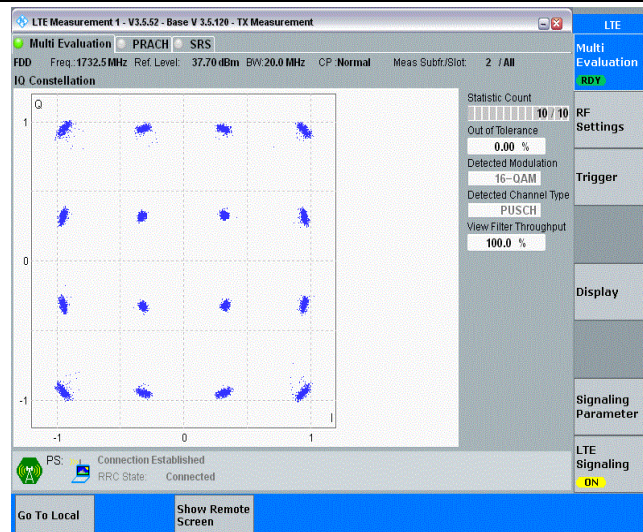 LTE Measurement 1 - V3.5.52 - Base V 3.5.120 - TX Measurement
LTE
Multi Evaluation PRACH SRS
FDD Freq.:1732.5 MHz Ref. Level: 37.70 dBm BW:20.0 MHz CP :Normal Meas Subfr./Slot: 2 / All
IQ Constellation
Multi
Evaluation
RDY
Q
1
0
-1
-1 0 1
I
Statistic Count
10 / 10
Out of Tolerance
0.00 %
Detected Modulation
16-QAM
Detected Channel Type
PUSCH
View Filter Throughput
100.0 %
RF
Settings
Trigger
Display
Signaling
Parameter
LTE
Signaling
ON
PS: Connection Established
RRC State: Connected
Go To Local
Show Remote
Screen